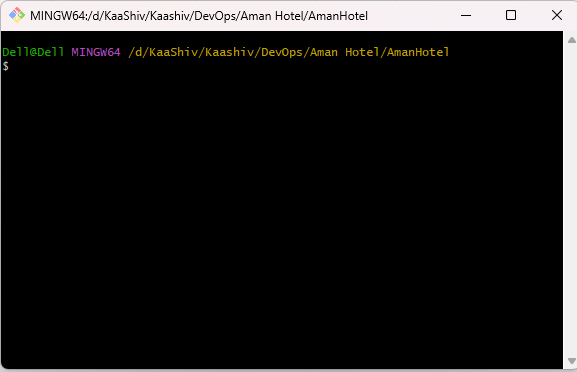 MINGW64:/d/KaaShiv/Kaashiv/DevOps/Aman Hotel/AmanHotel
Dell@Dell MINGW64 /d/KaaShiv/Kaashiv/DevOps/Aman Hotel/AmanHotel
$